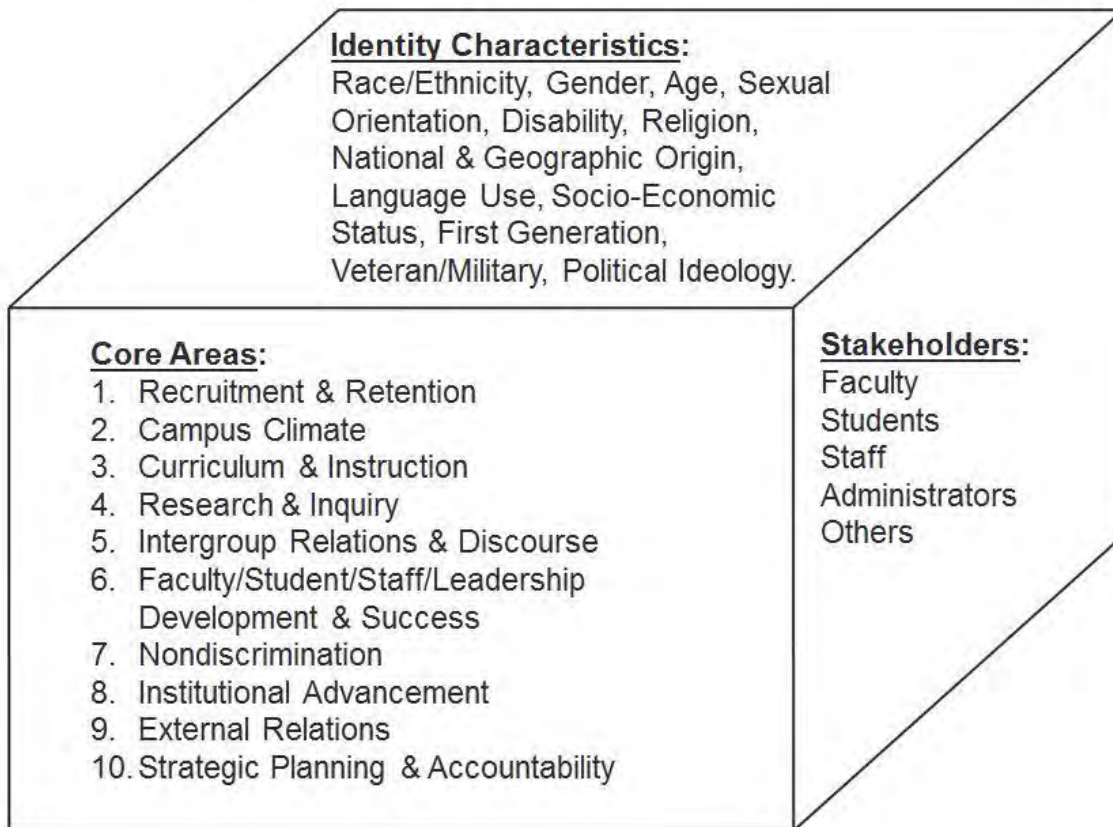 Identity Characteristics:
Race/Ethnicity, Gender, Age, Sexual
Orientation, Disability, Religion,
National & Geographic Origin,
Language Use, Socio-Economic
Status, First Generation,
Veteran/Military, Political Ideology.
Core Areas:
1. Recruitment & Retention
2. Campus Climate
3. Curriculum & Instruction
4. Research & Inquiry
5. Intergroup Relations & Discourse
6. Faculty/Student/Staff/Leadership
Development & Success
7. Nondiscrimination
8. Institutional Advancement
9. External Relations
10. Strategic Planning & Accountability
Stakeholders:
Faculty
Students
Staff
Administrators
Others